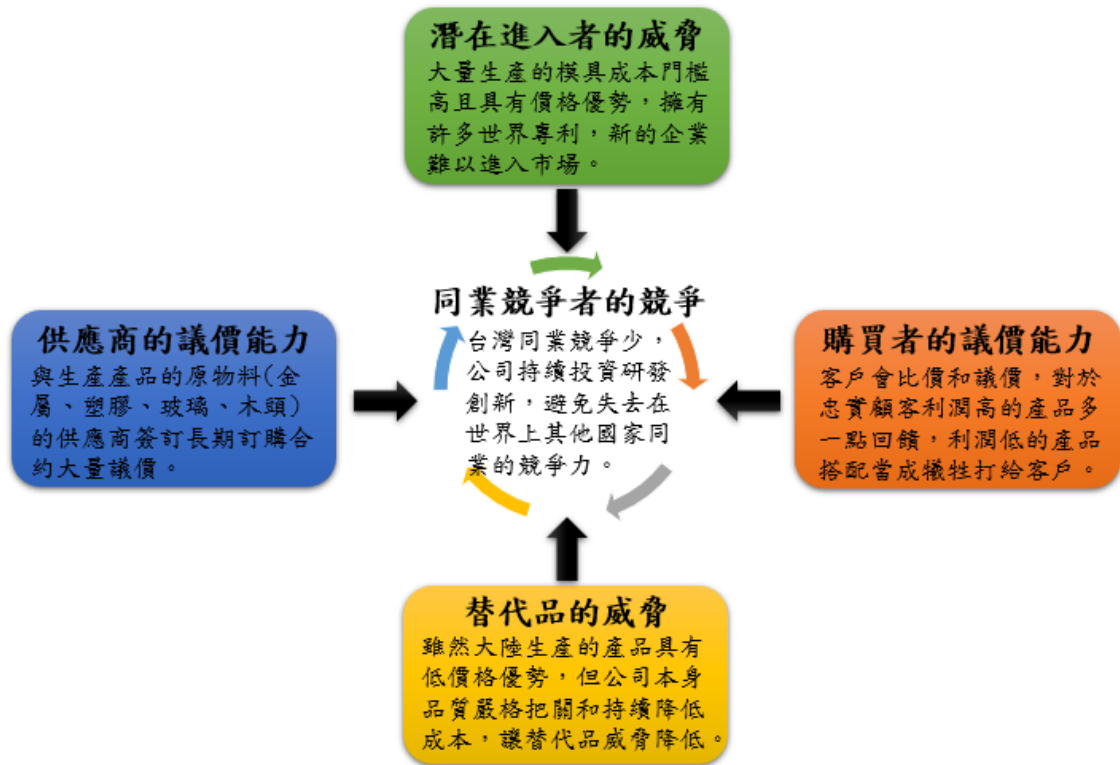 潛在進入者的威脅
大量生產的模具成本門檻
高且具有價格優勢，擁有
許多世界專利，新的企業
難以進入市場。
同業競爭者的競爭
台灣同業競爭少，
公司持續投資研發
創新，避免失去在
世界上其他國家同
業的競爭力。
供應商的議價能力
與生產產品的原物料(金
屬、塑膠、玻璃、木頭)
的供應商簽訂長期訂購合
約大量議價。
購買者的議價能力
客戶會比價和議價，對於
忠實顧客利潤高的產品多
一點回饋，利潤低的產品
搭配當成犧牲打給客戶。
替代品的威脅
雖然大陸生產的產品具有
低價格優勢，但公司本身
品質嚴格把關和持續降低
成本，讓替代品威脅降低。